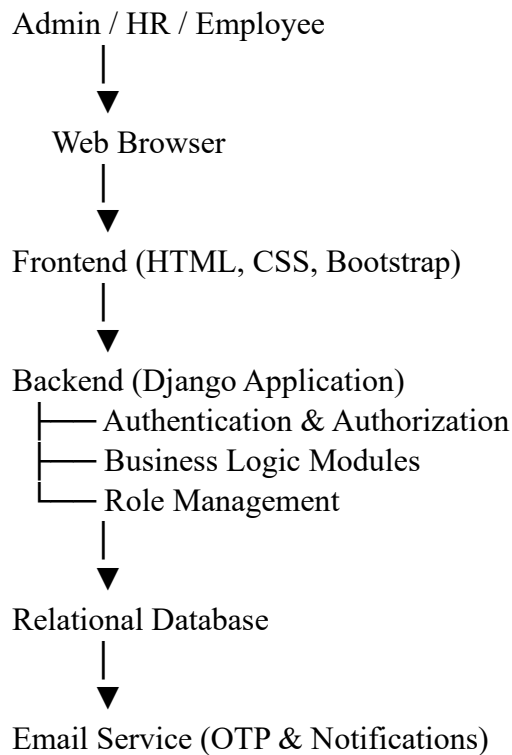 Admin / HR / Employee
│
▼
Web Browser
│
▼
Frontend (HTML, CSS, Bootstrap)
│
▼
Backend (Django Application)
├── Authentication & Authorization
├── Business Logic Modules
└── Role Management
│
▼
Relational Database
│
▼
Email Service (OTP & Notifications)